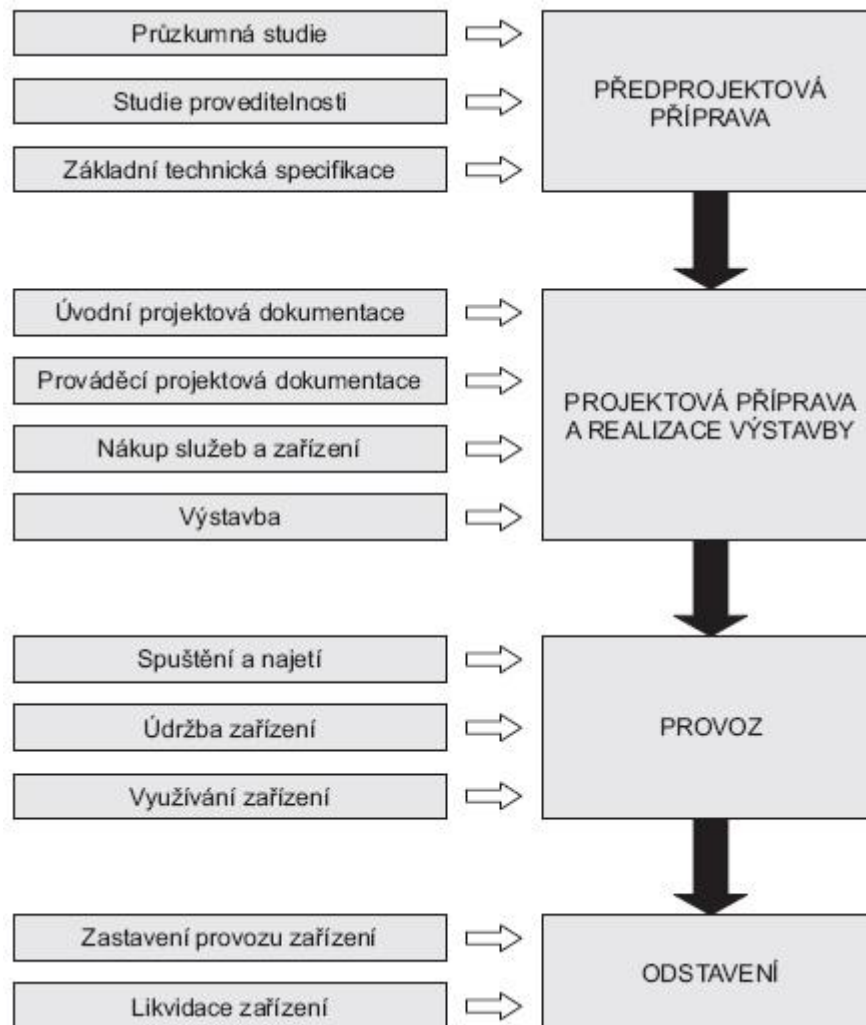 Průzkumná studie
Studie proveditelnosti
Základní technická specifikace
PŘEDPROJEKTOVÁ
PŘÍPRAVA
Úvodní projektová dokumentace
Prováděcí projektová dokumentace
Nákup služeb a zařízení
Výstavba
PROJEKTOVÁ PŘÍPRAVA
A REALIZACE VÝSTAVBY
Spuštění a najetí
Údržba zařízení
Využívání zařízení
PROVOZ
Zastavení provozu zařízení
Likvidace zařízení
ODSTAVENÍ